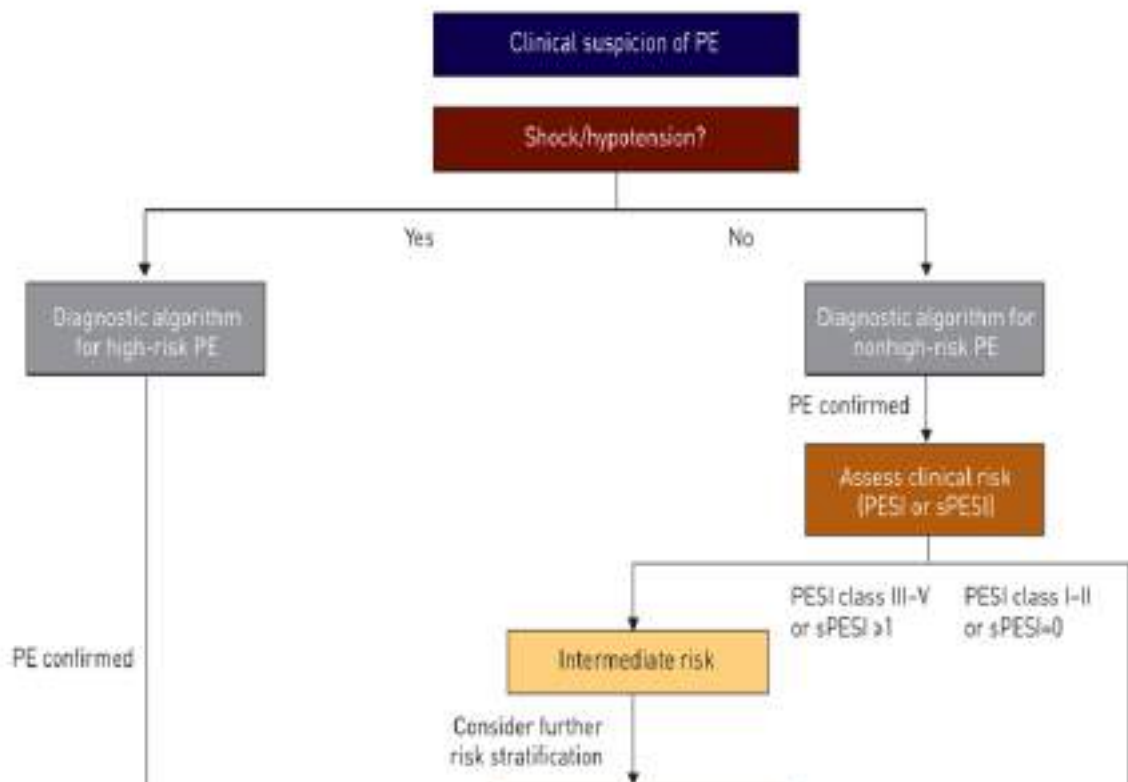 Clinical suspicion of PE
Shock/hypotension?
Yes
No
Diagnostic algorithm
for high-risk PE
Diagnostic algorithm for
nonhigh-risk PE
PE confirmed
Assess clinical risk
(PESI or sPESI)
PESI class III–V
or sPESI ≥1
PESI class I–II
or sPESI=0
PE confirmed
Intermediate risk
Consider further
risk stratification